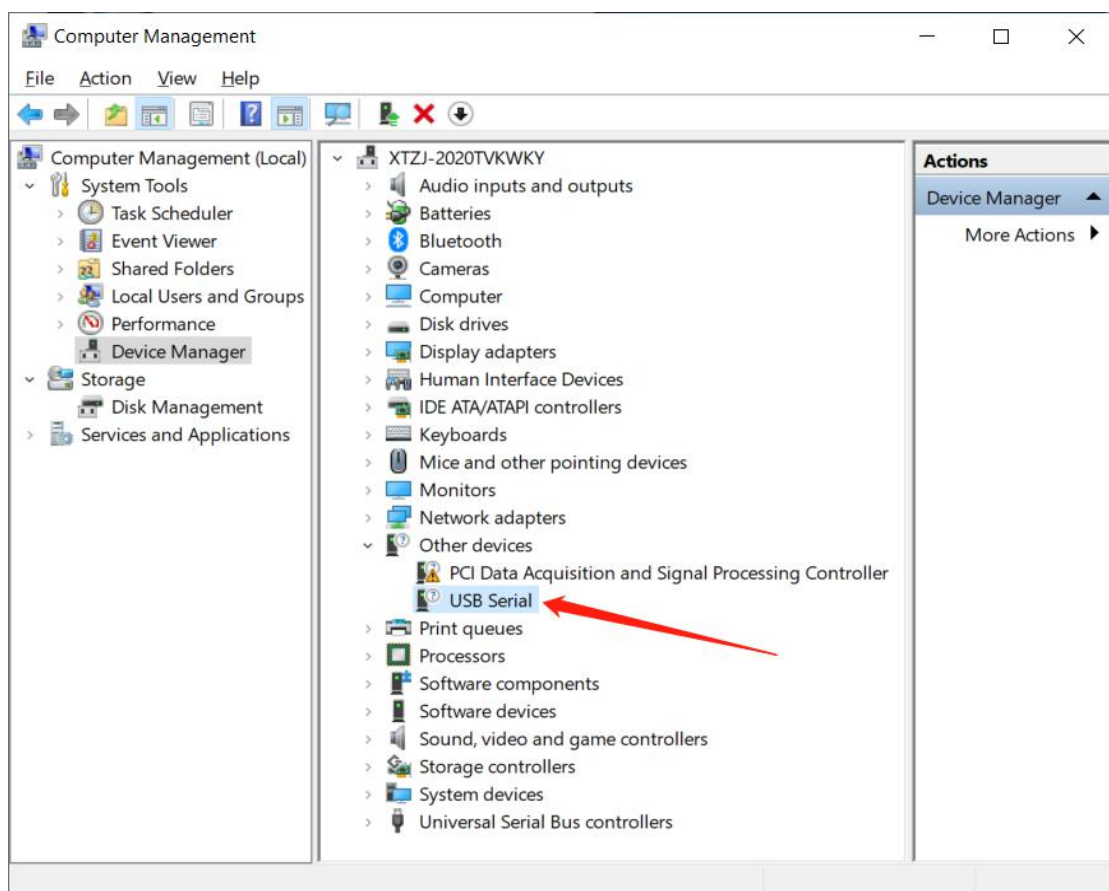 Computer Management
File Action View Help
Computer Management (Local)
System Tools
Task Scheduler
Event Viewer
Shared Folders
Local Users and Groups
Performance
Device Manager
Storage
Disk Management
Services and Applications
XTZJ-2020TVKWKY
Audio inputs and outputs
Batteries
Bluetooth
Cameras
Computer
Disk drives
Display adapters
Human Interface Devices
IDE ATA/ATAPI controllers
Keyboards
Mice and other pointing devices
Monitors
Network adapters
Other devices
PCI Data Acquisition and Signal Processing Controller
USB Serial
Print queues
Processors
Software components
Software devices
Sound, video and game controllers
Storage controllers
System devices
Universal Serial Bus controllers
Actions
Device Manager
More Actions